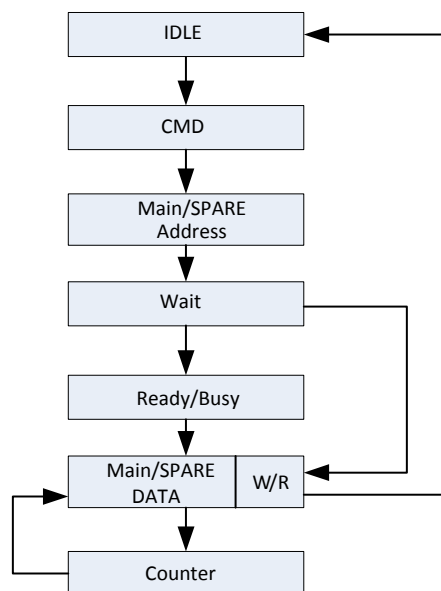 IDLE
CMD
Main/SPARE
Address
Wait
Ready/Busy
Main/SPARE
DATA
W/R
Counter